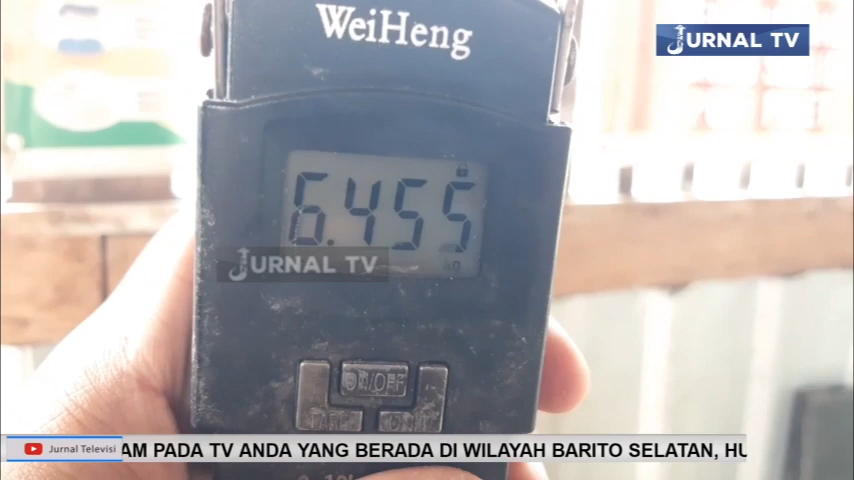 WeiHeng
JURNAL TV
6.455
JURNAL TV
ON/OFF
Jurnal Televisi
AM PADA TV ANDA YANG BERADA DI WILAYAH BARITO SELATAN, HU